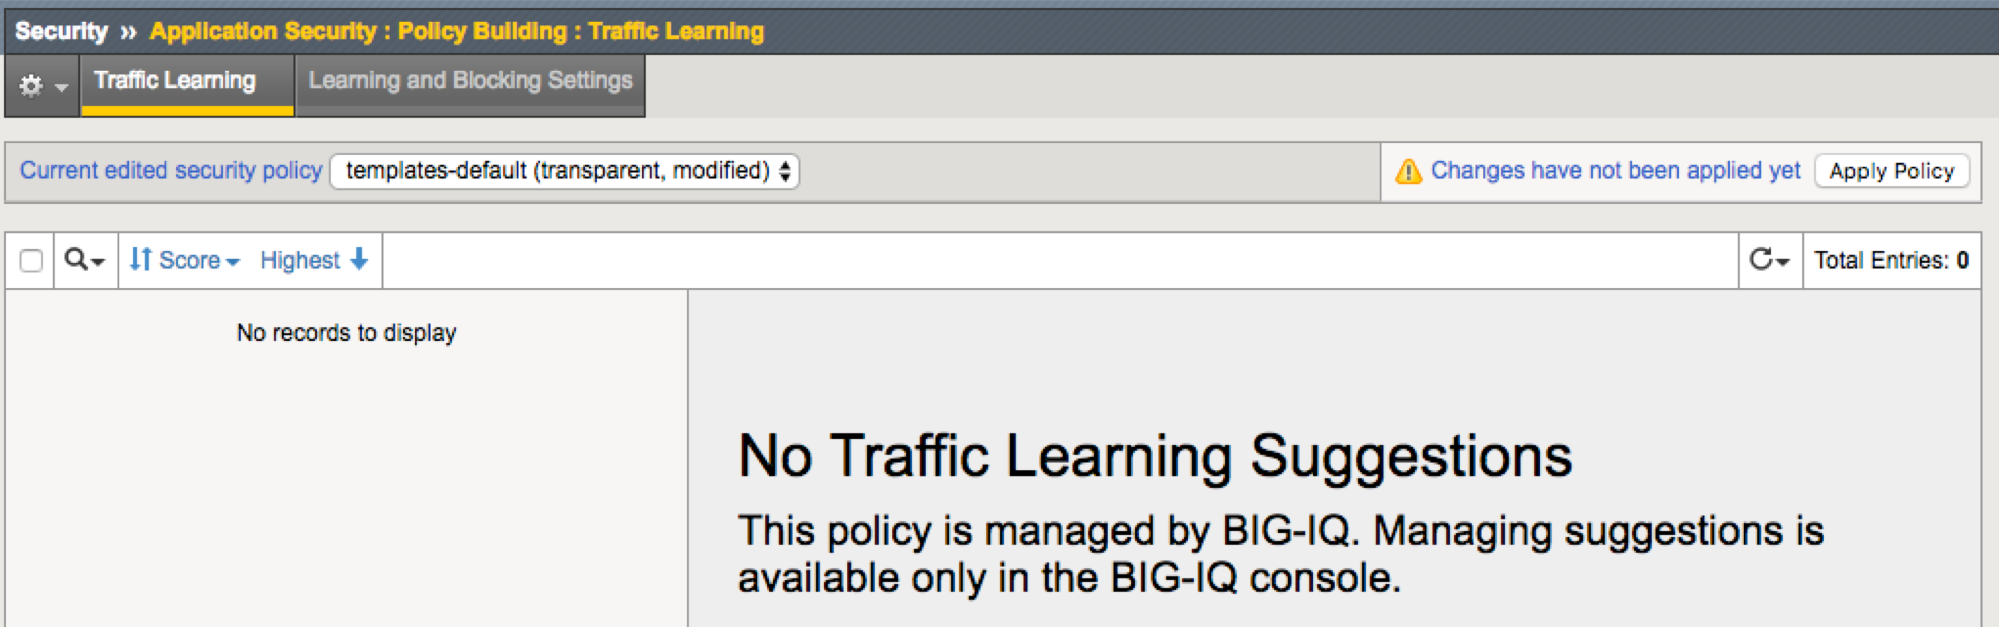 Security ›› Application Security : Policy Building : Traffic Learning
Traffic Learning
Learning and Blocking Settings
Current edited security policy templates-default (transparent, modified)
Changes have not been applied yet Apply Policy
Score Highest
Total Entries: 0
No records to display
No Traffic Learning Suggestions
This policy is managed by BIG-IQ. Managing suggestions is
available only in the BIG-IQ console.